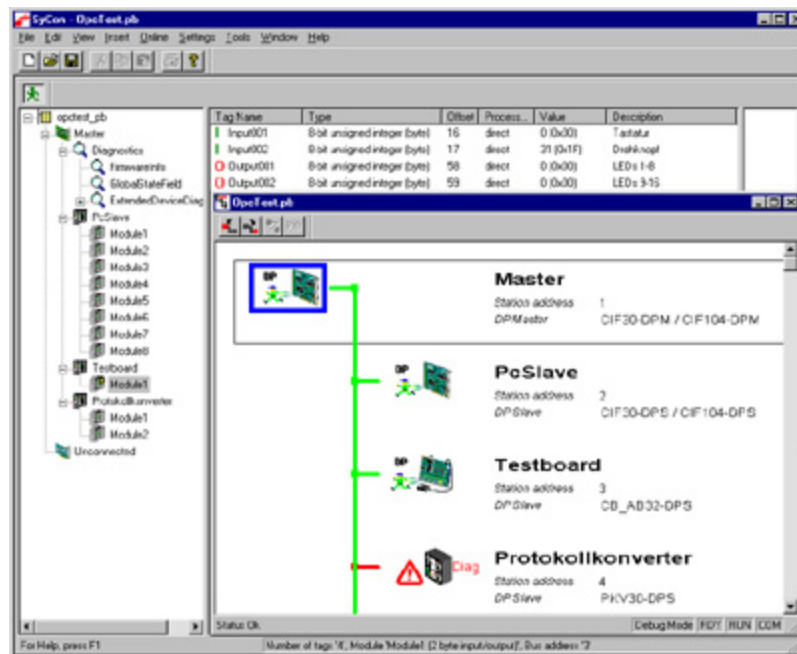 SyCon - OpcTest.pb
File Edit View Insert Online Settings Tools Window Help
opctest_pb
Master
Diagnostics
FirmwareInfo
GlobalStateField
ExtendedDeviceDiag
PcSlave
Module1
Module2
Module3
Module4
Module5
Module6
Module7
Module8
Testboard
Module1
Protokollkonverter
Module1
Module2
Unconnected
Tag Name Type Offset Process... Value Description
Input001 8-bit unsigned integer (byte) 16 direct 0 (0x00) Tastatur
Input002 8-bit unsigned integer (byte) 17 direct 31 (0x1F) Drehknopf
Output001 8-bit unsigned integer (byte) 58 direct 0 (0x00) LEDs 1-8
Output002 8-bit unsigned integer (byte) 59 direct 0 (0x00) LEDs 9-16
OpcTest.pb
DP
Master
Station address 1
DPMaster CIF30-DPM / CIF104-DPM
DP
PcSlave
Station address 2
DPSlave CIF30-DPS / CIF104-DPS
DP
Testboard
Station address 3
DPSlave CB_AB32-DPS
Diag
Protokollkonverter
Station address 4
DPSlave PKV30-DPS
Status Ok. Debug Mode RDY RUN COM
For Help, press F1 Number of tags '4', Module 'Module1 (2 byte input/output)', Bus address '3'